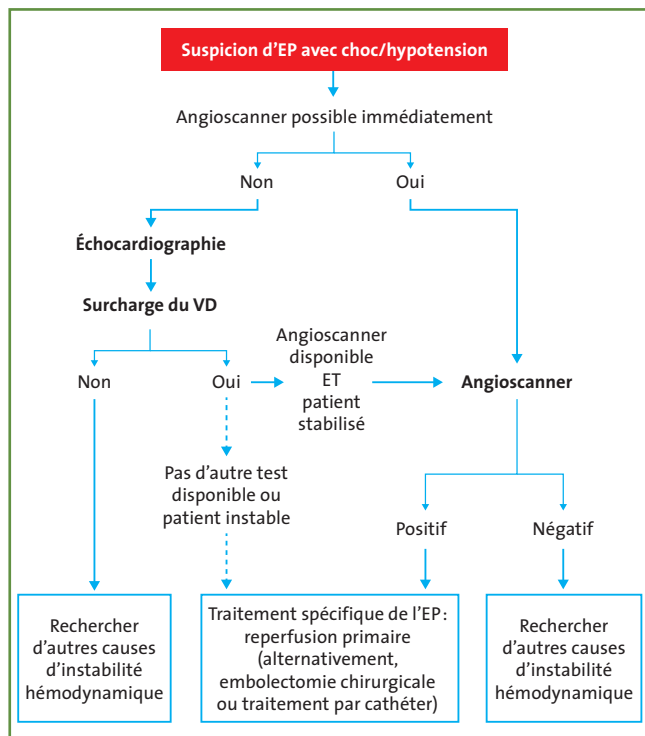 Suspicion d'EP avec choc/hypotension
Angioscanner possible immédiatement
Non
Oui
Échocardiographie
Surcharge du VD
Non
Oui
Angioscanner
disponible
ET
patient
stabilisé
Angioscanner
Pas d'autre test
disponible ou
patient instable
Positif
Négatif
Rechercher
d'autres causes
d'instabilité
hémodynamique
Traitement spécifique de l'EP :
reperfusion primaire
(alternativement,
embolectomie chirurgicale
ou traitement par cathéter)
Rechercher
d'autres causes
d'instabilité
hémodynamique